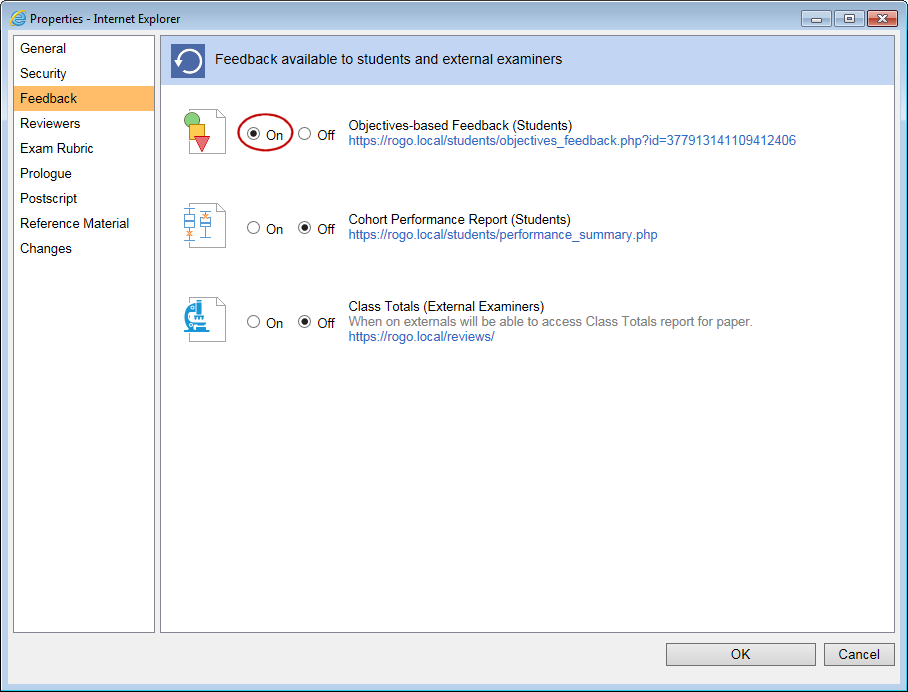 Properties - Internet Explorer
General
Security
Feedback
Reviewers
Exam Rubric
Prologue
Postscript
Reference Material
Changes
Feedback available to students and external examiners
On Off
Objectives-based Feedback (Students)
https://rogo.local/students/objectives_feedback.php?id=377913141109412406
On Off
Cohort Performance Report (Students)
https://rogo.local/students/performance_summary.php
On Off
Class Totals (External Examiners)
When on externals will be able to access Class Totals report for paper.
https://rogo.local/reviews/
OK Cancel